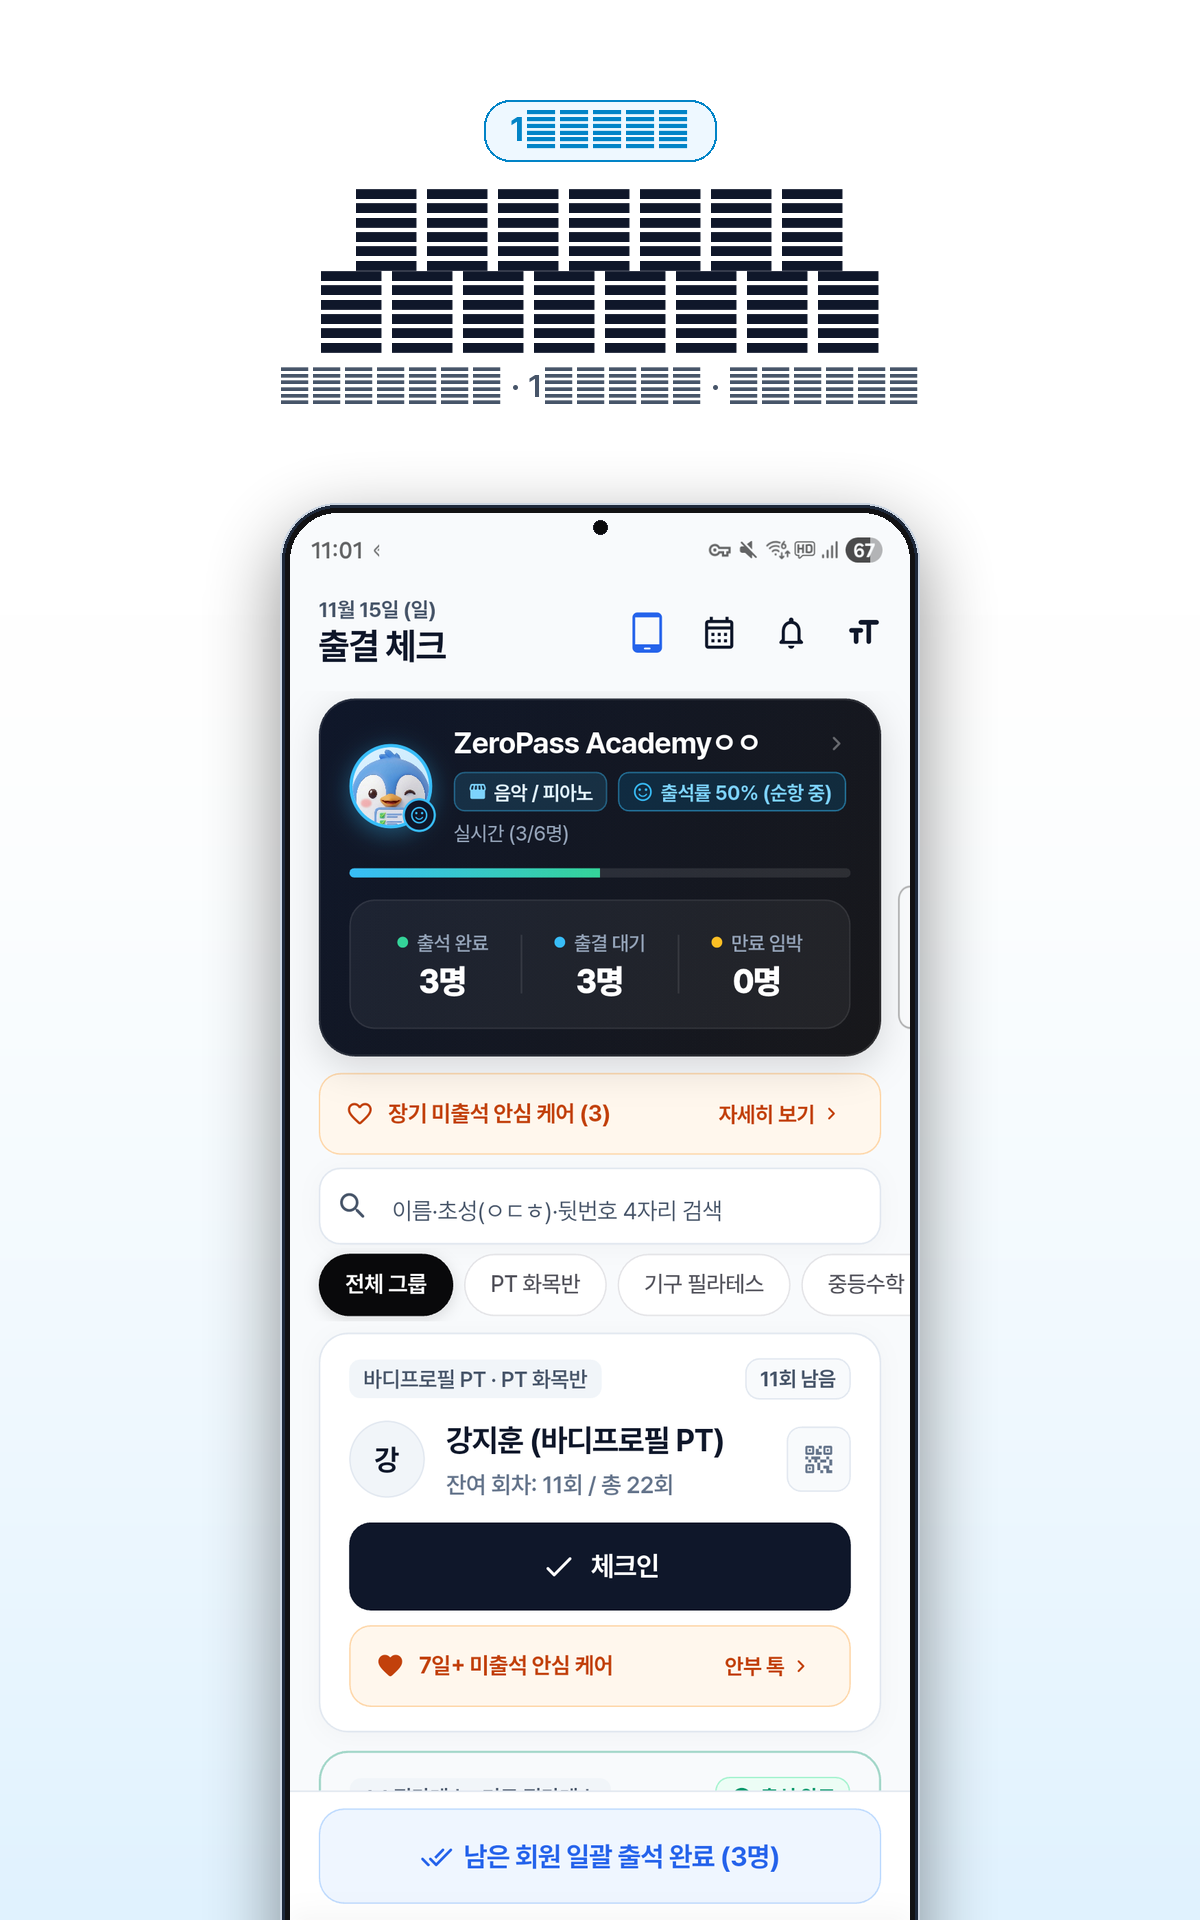 1
· 1 ·
11:01
HD
67
11월 15일 (일)
출결 체크
ZeroPass Academyㅇㅇ
음악 / 피아노
출석률 50% (순항 중)
실시간 (3/6명)
출석 완료
출결 대기
만료 임박
3명
3명
0명
장기 미출석 안심 케어 (3)
자세히 보기
이름·초성(ㅇㄷㅎ)·뒷번호 4자리 검색
전체 그룹
PT 화목반
기구 필라테스
중등수학
바디프로필 PT · PT 화목반
11회 남음
강
강지훈 (바디프로필 PT)
잔여 회차: 11회 / 총 22회
체크인
7일+ 미출석 안심 케어
안부 톡
남은 회원 일괄 출석 완료 (3명)